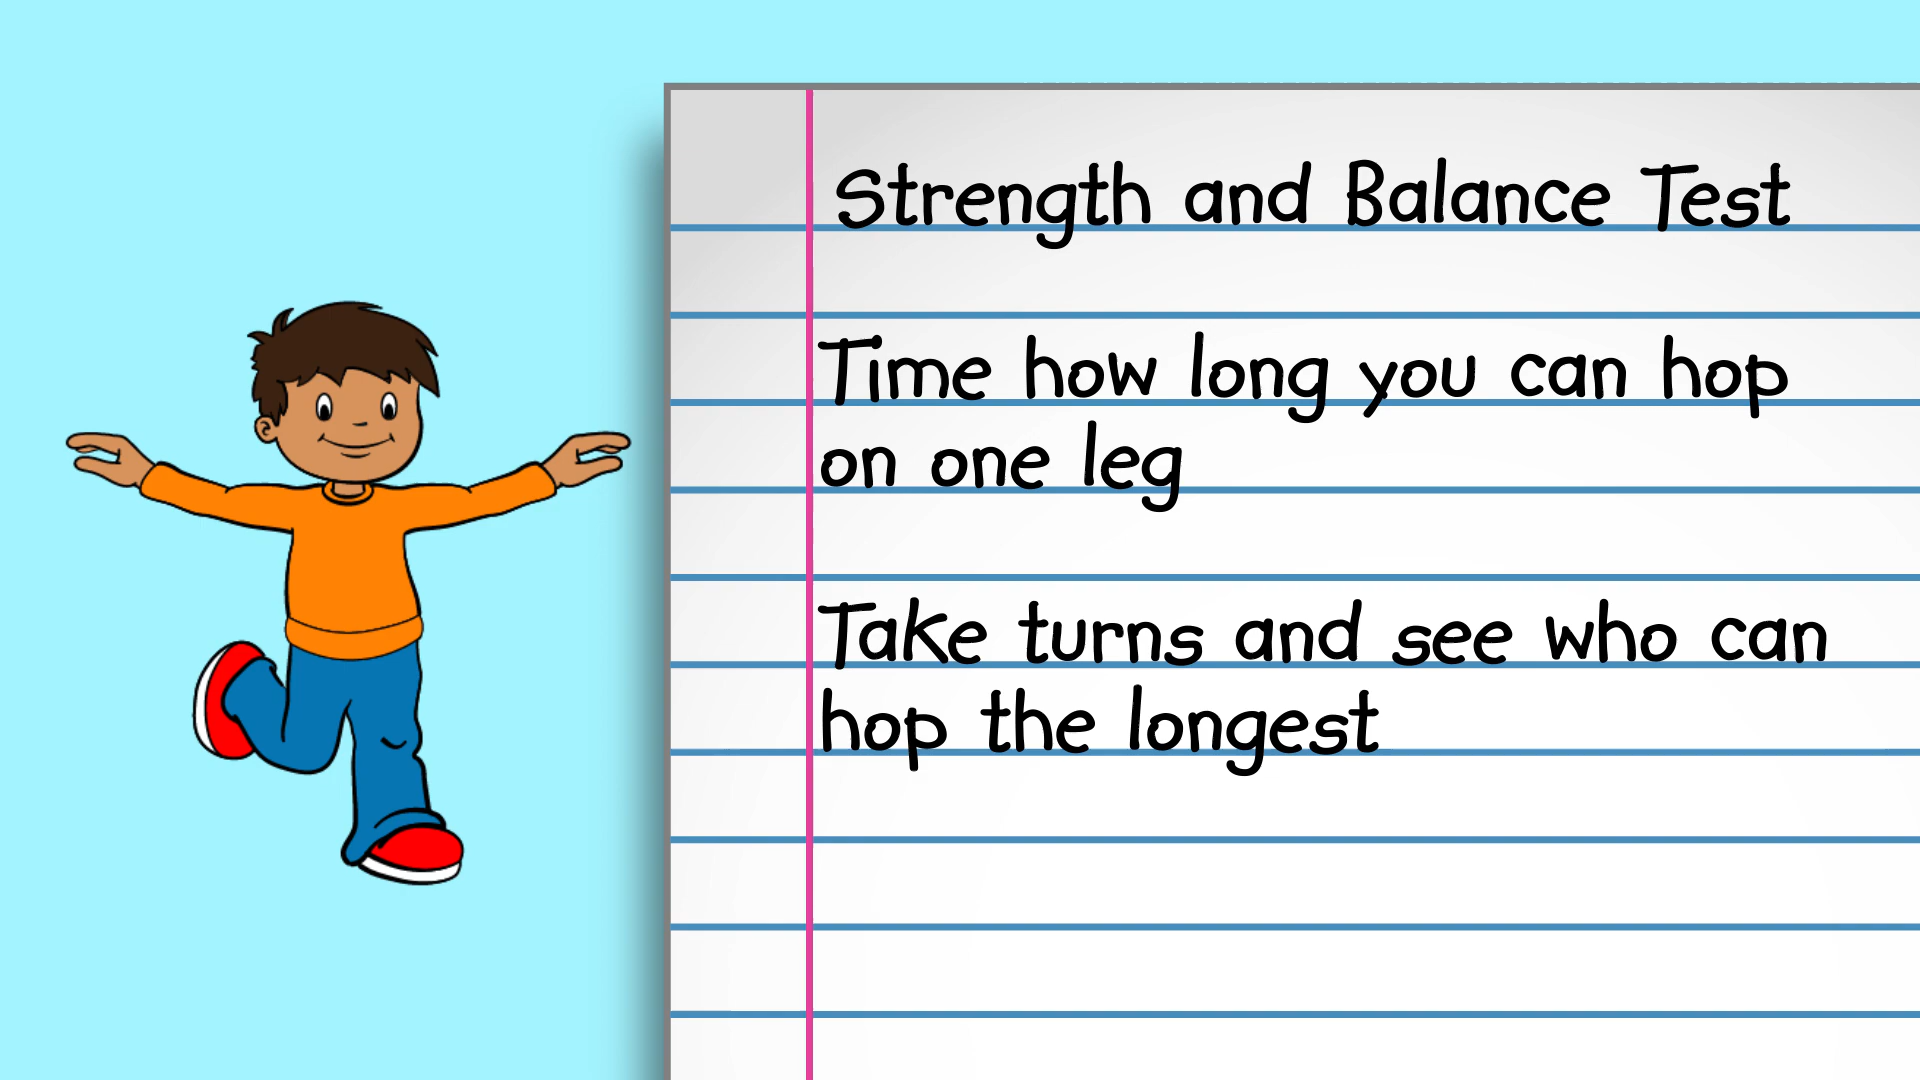 Strength and Balance Test
Time how long you can hop
on one leg
Take turns and see who can
hop the longest